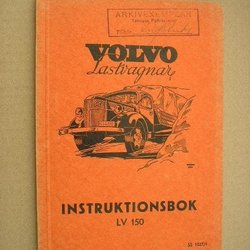 ARKIVEXEMPLAR
VOLVO
Lastvagnar
INSTRUKTIONSBOK
LV 150